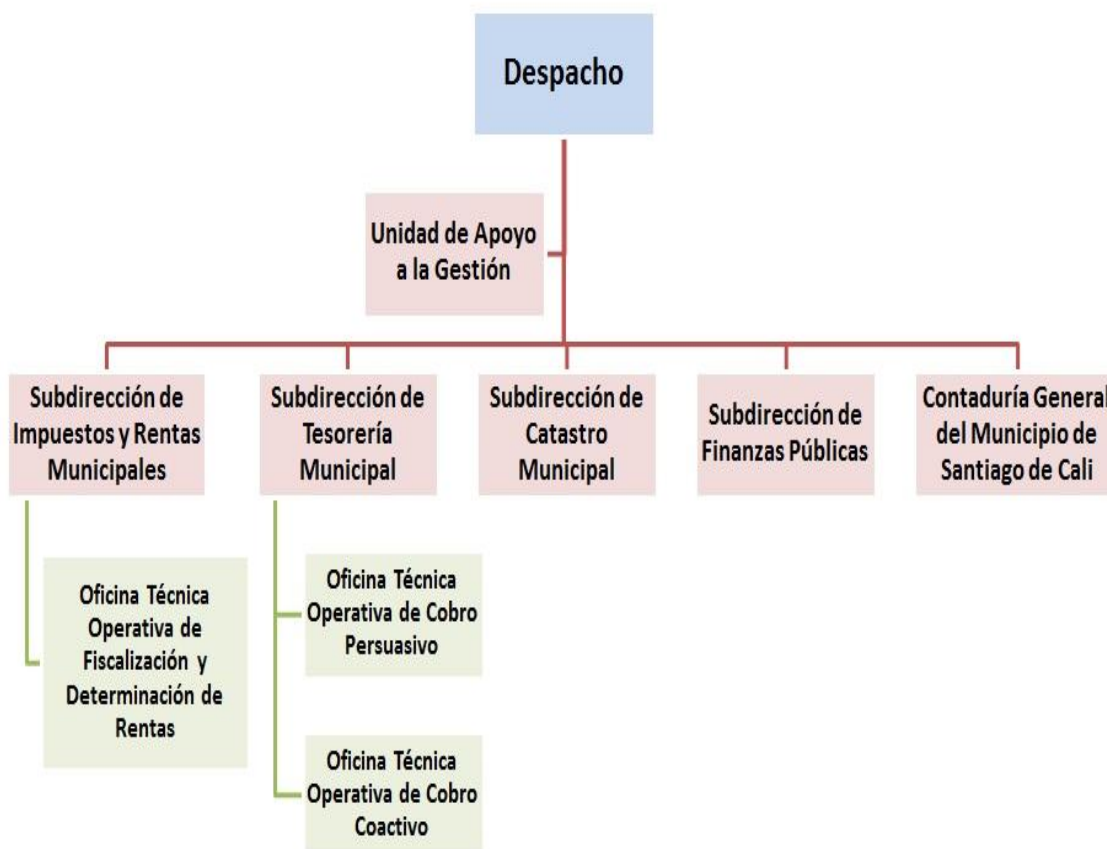 Despacho
Unidad de Apoyo
a la Gestión
Subdirección de
Impuestos y Rentas
Municipales
Subdirección de
Tesorería
Municipal
Subdirección de
Catastro
Municipal
Subdirección de
Finanzas Públicas
Contaduría General
del Municipio de
Santiago de Cali
Oficina Técnica
Operativa de
Fiscalización y
Determinación de
Rentas
Oficina Técnica
Operativa de Cobro
Persuasivo
Oficina Técnica
Operativa de Cobro
Coactivo